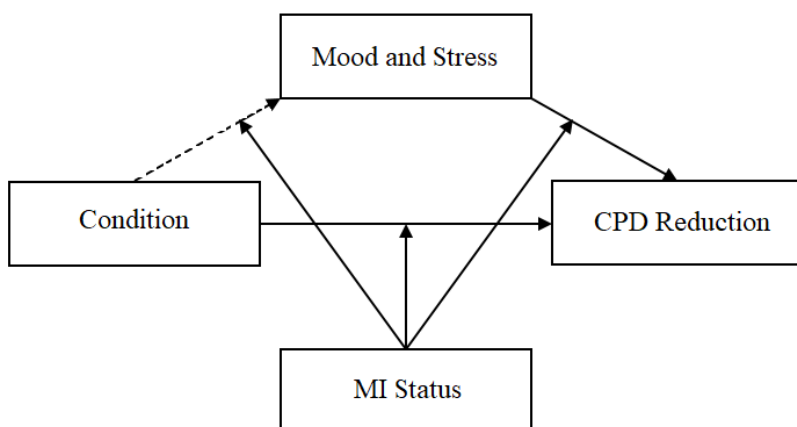 Mood and Stress
Condition
CPD Reduction
MI Status